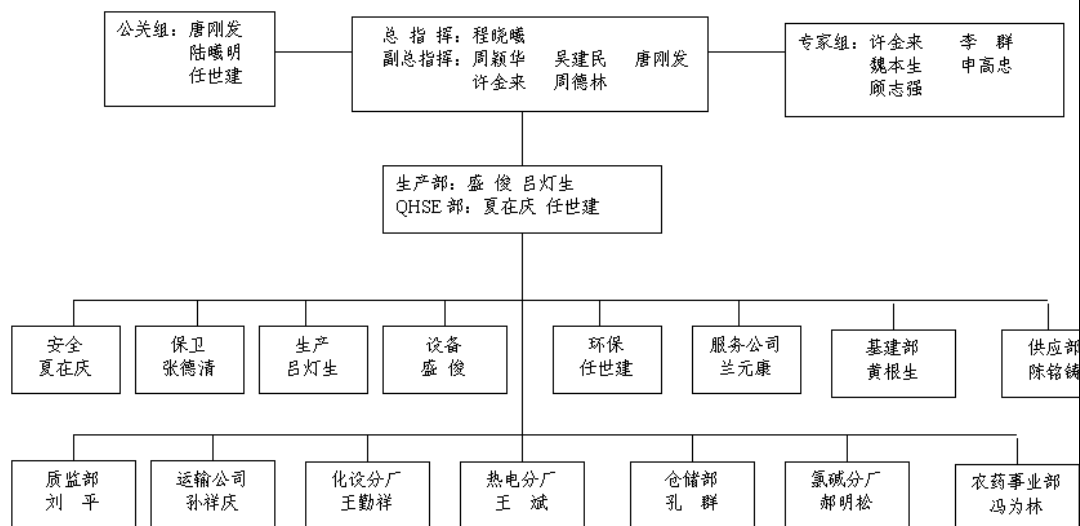 公关组：唐刚发
陆曦明
任世建
总 指 挥：程晓曦
副总指挥：周颖华 吴建民 唐刚发
许金来 周德林
专家组：许金来 李 群
魏本生 申高忠
顾志强
生产部：盛 俊 吕灯生
QHSE 部：夏在庆 任世建
安全
夏在庆
保卫
张德清
生产
吕灯生
设备
盛 俊
环保
任世建
服务公司
兰元康
基建部
黄根生
供应部
陈铭铸
质监部
刘 平
运输公司
孙祥庆
化设分厂
王勤祥
热电分厂
王 斌
仓储部
孔 群
氯碱分厂
郝明松
农药事业部
冯为林